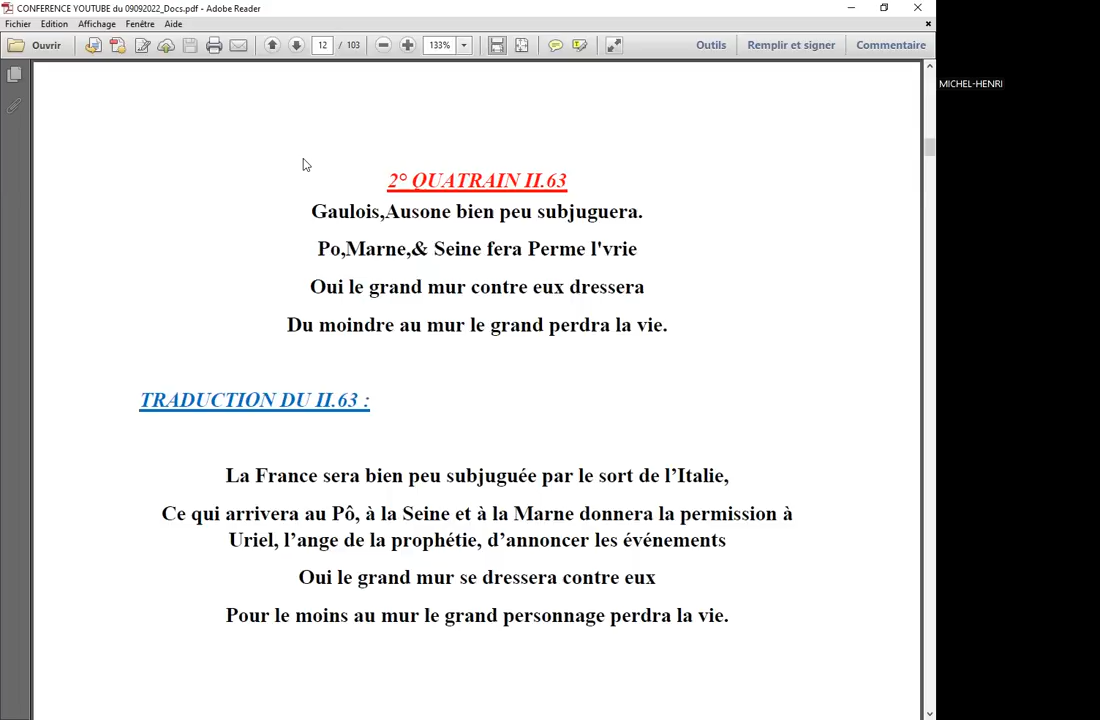 CONFERENCE YOUTUBE du 09092022_Docs.pdf - Adobe Reader
Fichier Edition Affichage Fenêtre Aide
Ouvrir 12 / 103 133% Outils Remplir et signer Commentaire
MICHEL-HENRI
2° QUATRAIN II.63
Gaulois,Ausone bien peu subjuguera.
Po,Marne,& Seine fera Perme l'vrie
Oui le grand mur contre eux dressera
Du moindre au mur le grand perdra la vie.
TRADUCTION DU II.63 :
La France sera bien peu subjuguée par le sort de l’Italie,
Ce qui arrivera au Pô, à la Seine et à la Marne donnera la permission à
Uriel, l’ange de la prophétie, d’annoncer les événements
Oui le grand mur se dressera contre eux
Pour le moins au mur le grand personnage perdra la vie.